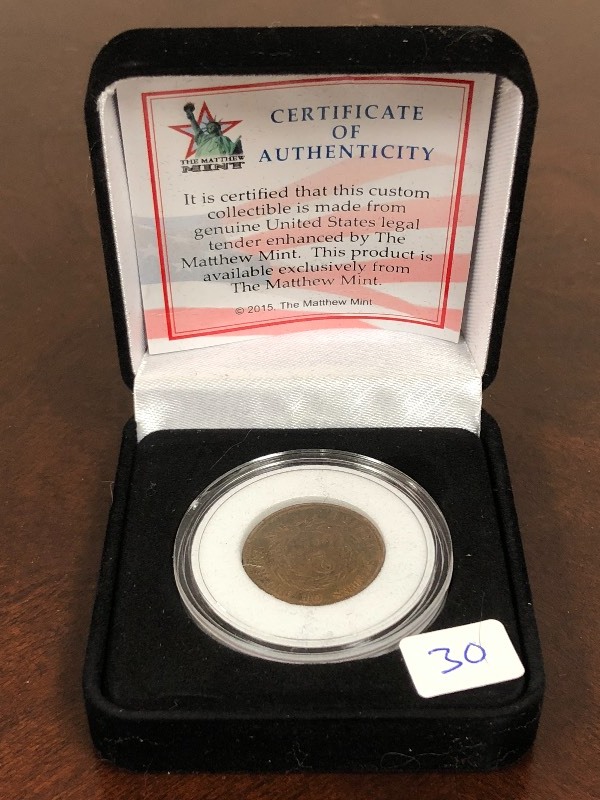 THE MATTHEW
MINT
CERTIFICATE
OF
AUTHENTICITY
It is certified that this custom
collectible is made from
genuine United States legal
tender enhanced by The
Matthew Mint. This product is
available exclusively from
The Matthew Mint.
© 2015. The Matthew Mint
30